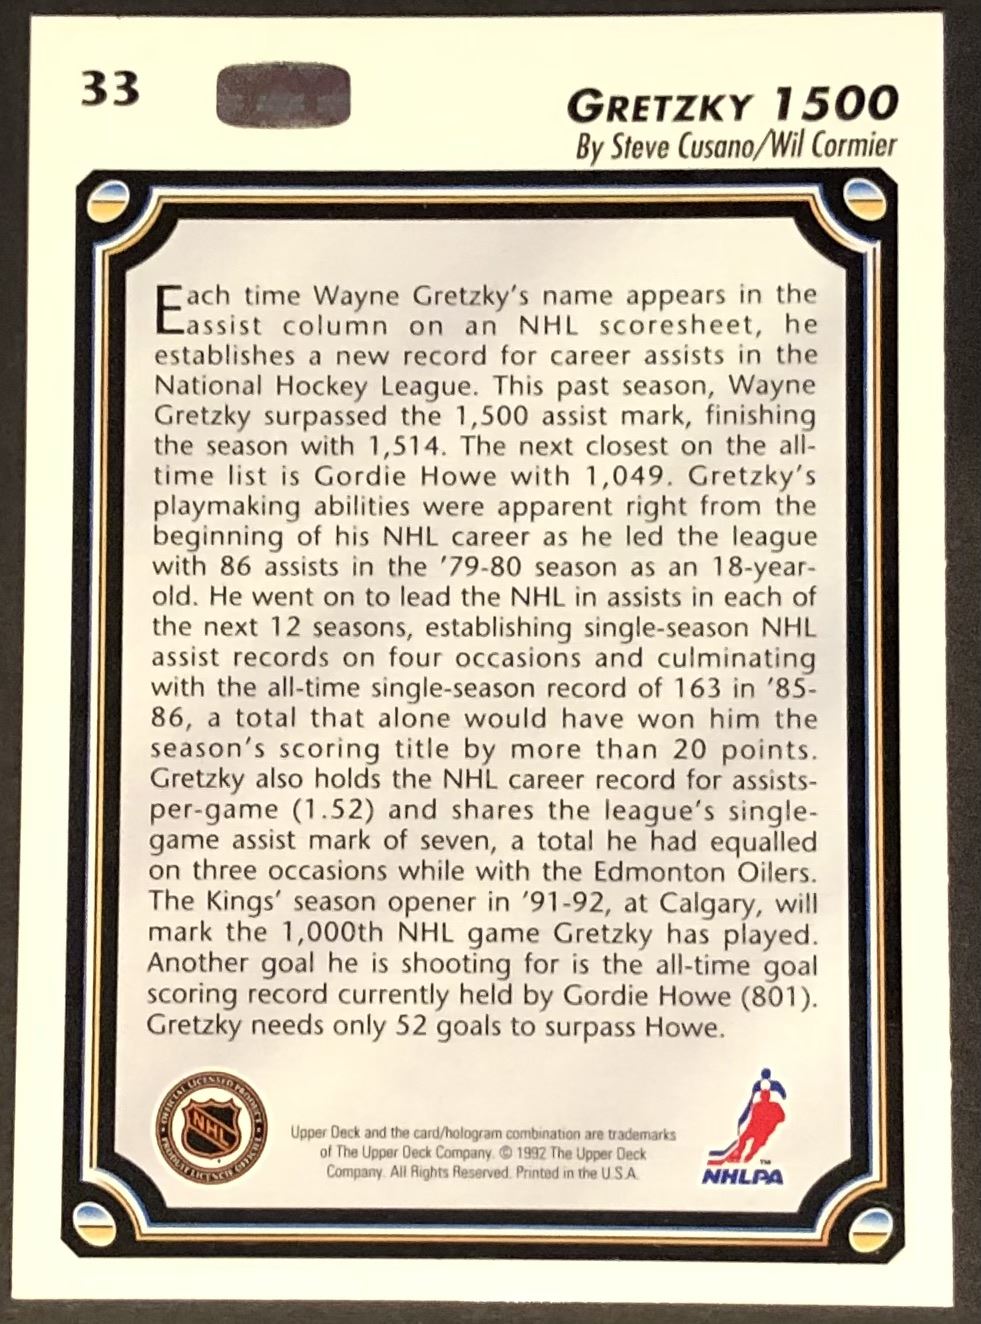 33
GRETZKY 1500
By Steve Cusano/Wil Cormier
Each time Wayne Gretzky's name appears in the
assist column on an NHL scoresheet, he
establishes a new record for career assists in the
National Hockey League. This past season, Wayne
Gretzky surpassed the 1,500 assist mark, finishing
the season with 1,514. The next closest on the all-
time list is Gordie Howe with 1,049. Gretzky's
playmaking abilities were apparent right from the
beginning of his NHL career as he led the league
with 86 assists in the '79-80 season as an 18-year-
old. He went on to lead the NHL in assists in each of
the next 12 seasons, establishing single-season NHL
assist records on four occasions and culminating
with the all-time single-season record of 163 in '85-
86, a total that alone would have won him the
season's scoring title by more than 20 points.
Gretzky also holds the NHL career record for assists-
per-game (1.52) and shares the league's single-
game assist mark of seven, a total he had equalled
on three occasions while with the Edmonton Oilers.
The Kings' season opener in '91-92, at Calgary, will
mark the 1,000th NHL game Gretzky has played.
Another goal he is shooting for is the all-time goal
scoring record currently held by Gordie Howe (801).
Gretzky needs only 52 goals to surpass Howe.
OFFICIAL LICENSED PRODUCT
NHL
PRODUIT LICENCIE OFFICIEL
Upper Deck and the card/hologram combination are trademarks
of The Upper Deck Company. © 1992 The Upper Deck
Company. All Rights Reserved. Printed in the U.S.A.
™
NHLPA